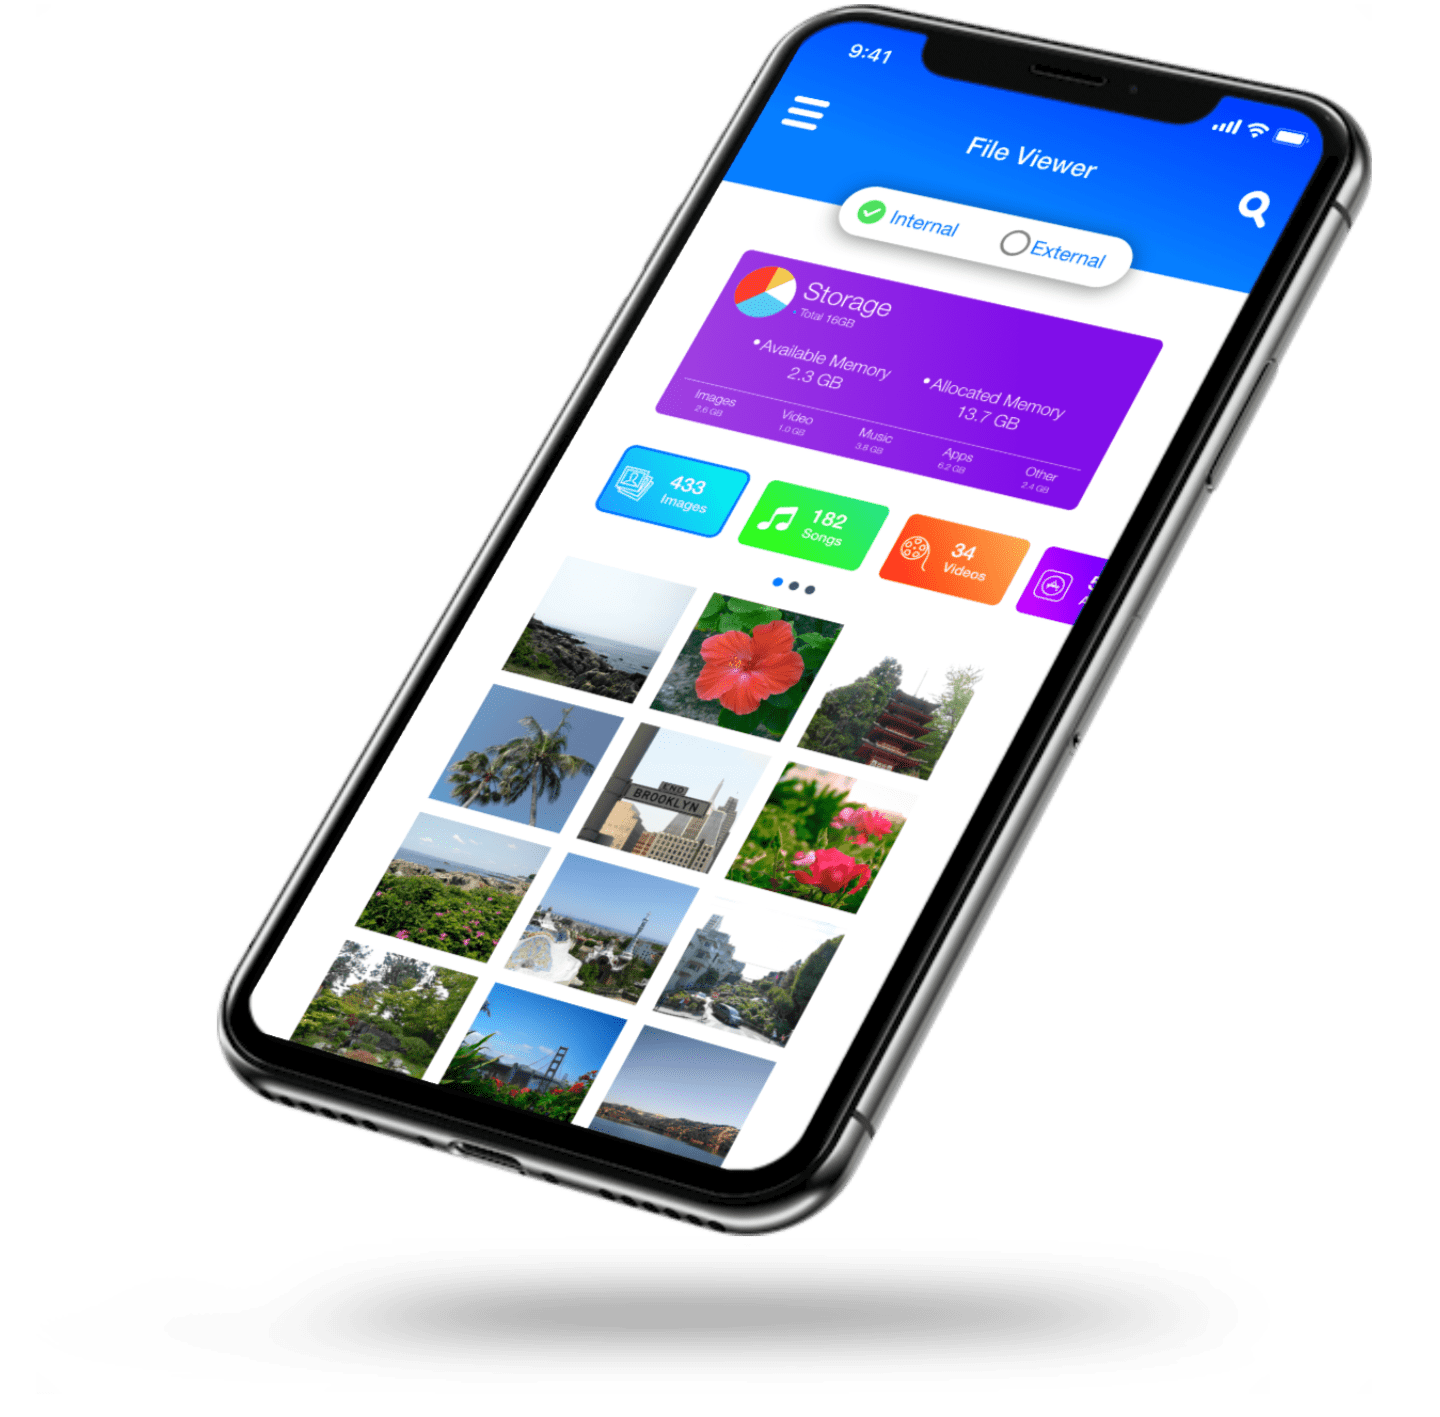 9:41
File Viewer
Internal
External
Storage
• Total 16GB
• Available Memory
2.3 GB
• Allocated Memory
13.7 GB
Images
2.6 GB
Video
1.0 GB
Music
3.8 GB
Apps
6.2 GB
Other
2.4 GB
433
Images
182
Songs
34
Videos
END
BROOKLYN